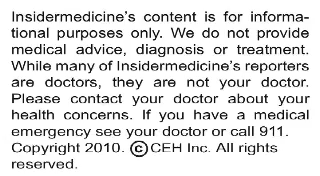 Insidermedicine's content is for informa-
tional purposes only. We do not provide
medical advice, diagnosis or treatment.
While many of Insidermedicine's reporters
are doctors, they are not your doctor.
Please contact your doctor about your
health concerns. If you have a medical
emergency see your doctor or call 911.
Copyright 2010. © CEH Inc. All rights
reserved.